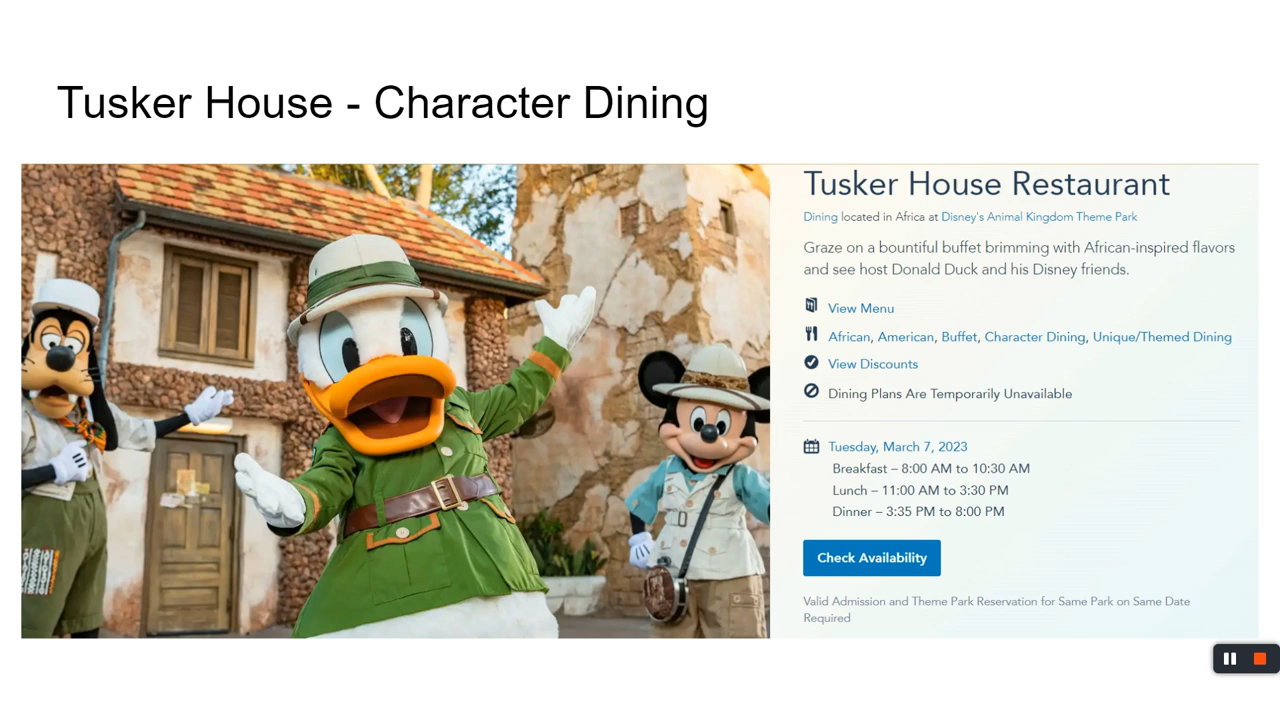 Tusker House - Character Dining
Tusker House Restaurant
Dining located in Africa at Disney's Animal Kingdom Theme Park
Graze on a bountiful buffet brimming with African-inspired flavors
and see host Donald Duck and his Disney friends.
View Menu
African, American, Buffet, Character Dining, Unique/Themed Dining
View Discounts
Dining Plans Are Temporarily Unavailable
Tuesday, March 7, 2023
Breakfast – 8:00 AM to 10:30 AM
Lunch – 11:00 AM to 3:30 PM
Dinner – 3:35 PM to 8:00 PM
Check Availability
Valid Admission and Theme Park Reservation for Same Park on Same Date
Required